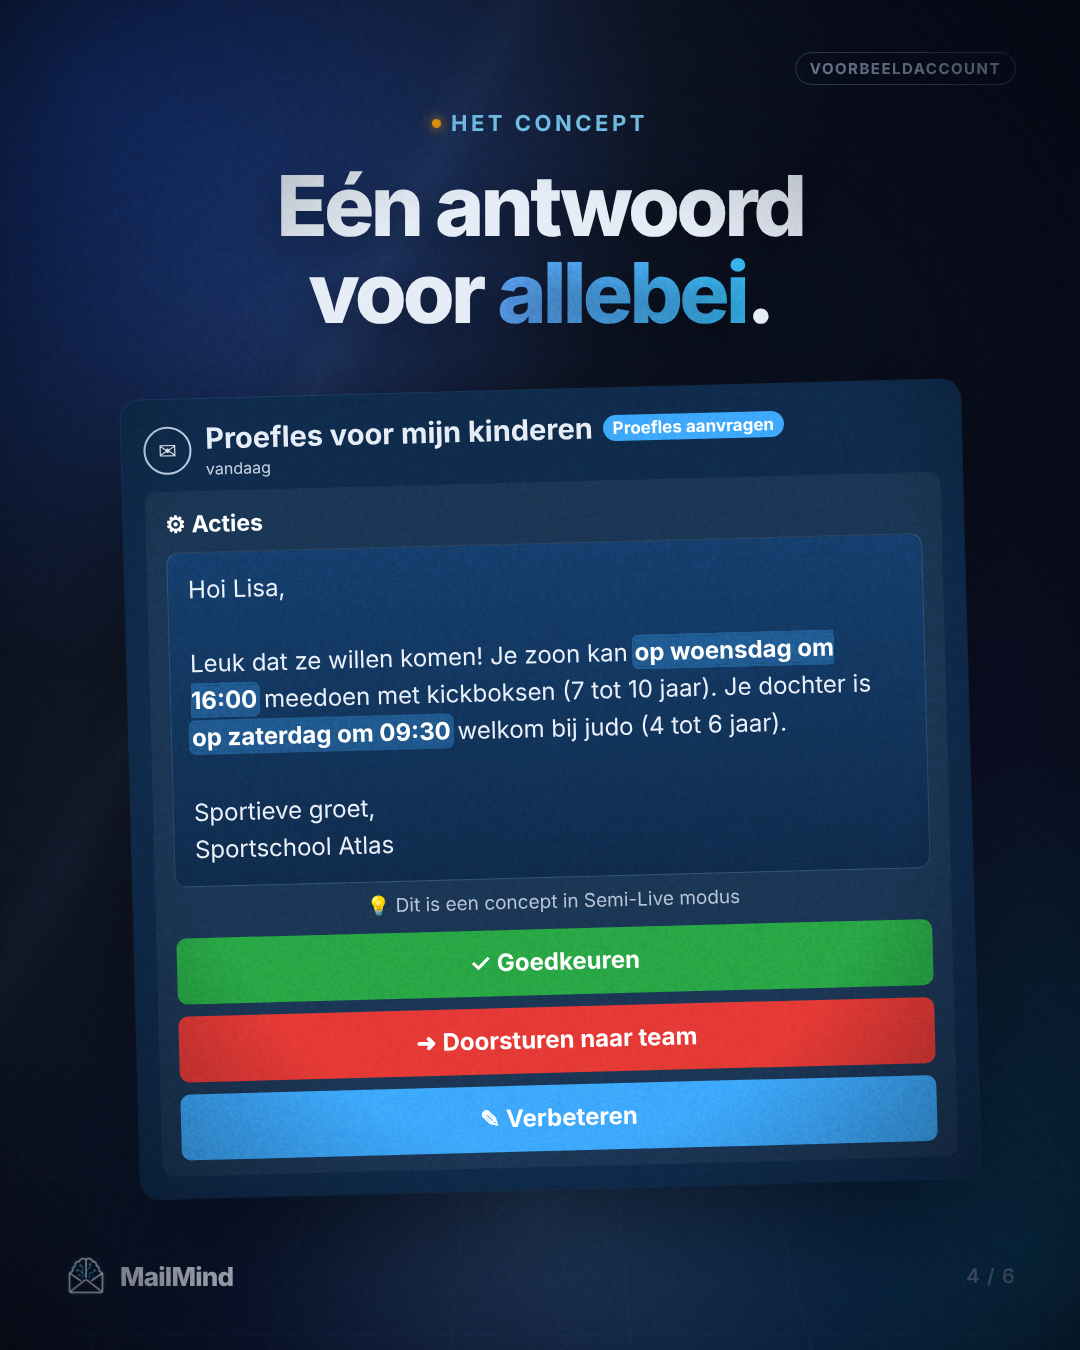 VOORBEELDACCOUNT
HET CONCEPT
Eén antwoord
voor allebei.
Proefles voor mijn kinderen Proefles aanvragen
vandaag
⚙ Acties
Hoi Lisa,
Leuk dat ze willen komen! Je zoon kan op woensdag om
16:00 meedoen met kickboksen (7 tot 10 jaar). Je dochter is
op zaterdag om 09:30 welkom bij judo (4 tot 6 jaar).
Sportieve groet,
Sportschool Atlas
💡 Dit is een concept in Semi-Live modus
✓ Goedkeuren
➜ Doorsturen naar team
✎ Verbeteren
MailMind
4 / 6